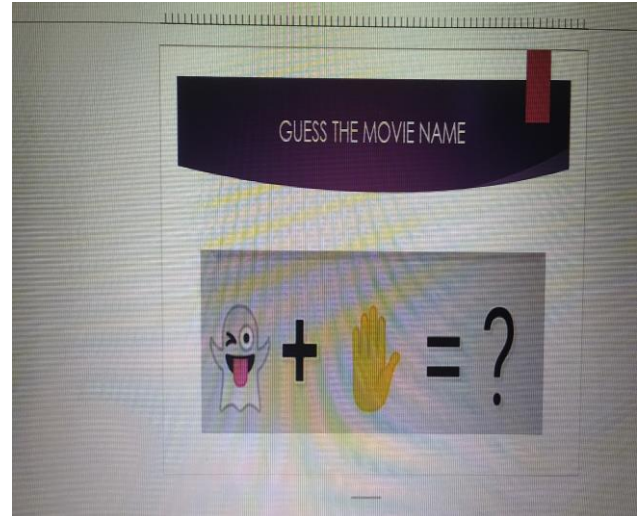 GUESS THE MOVIE NAME
+ = ?